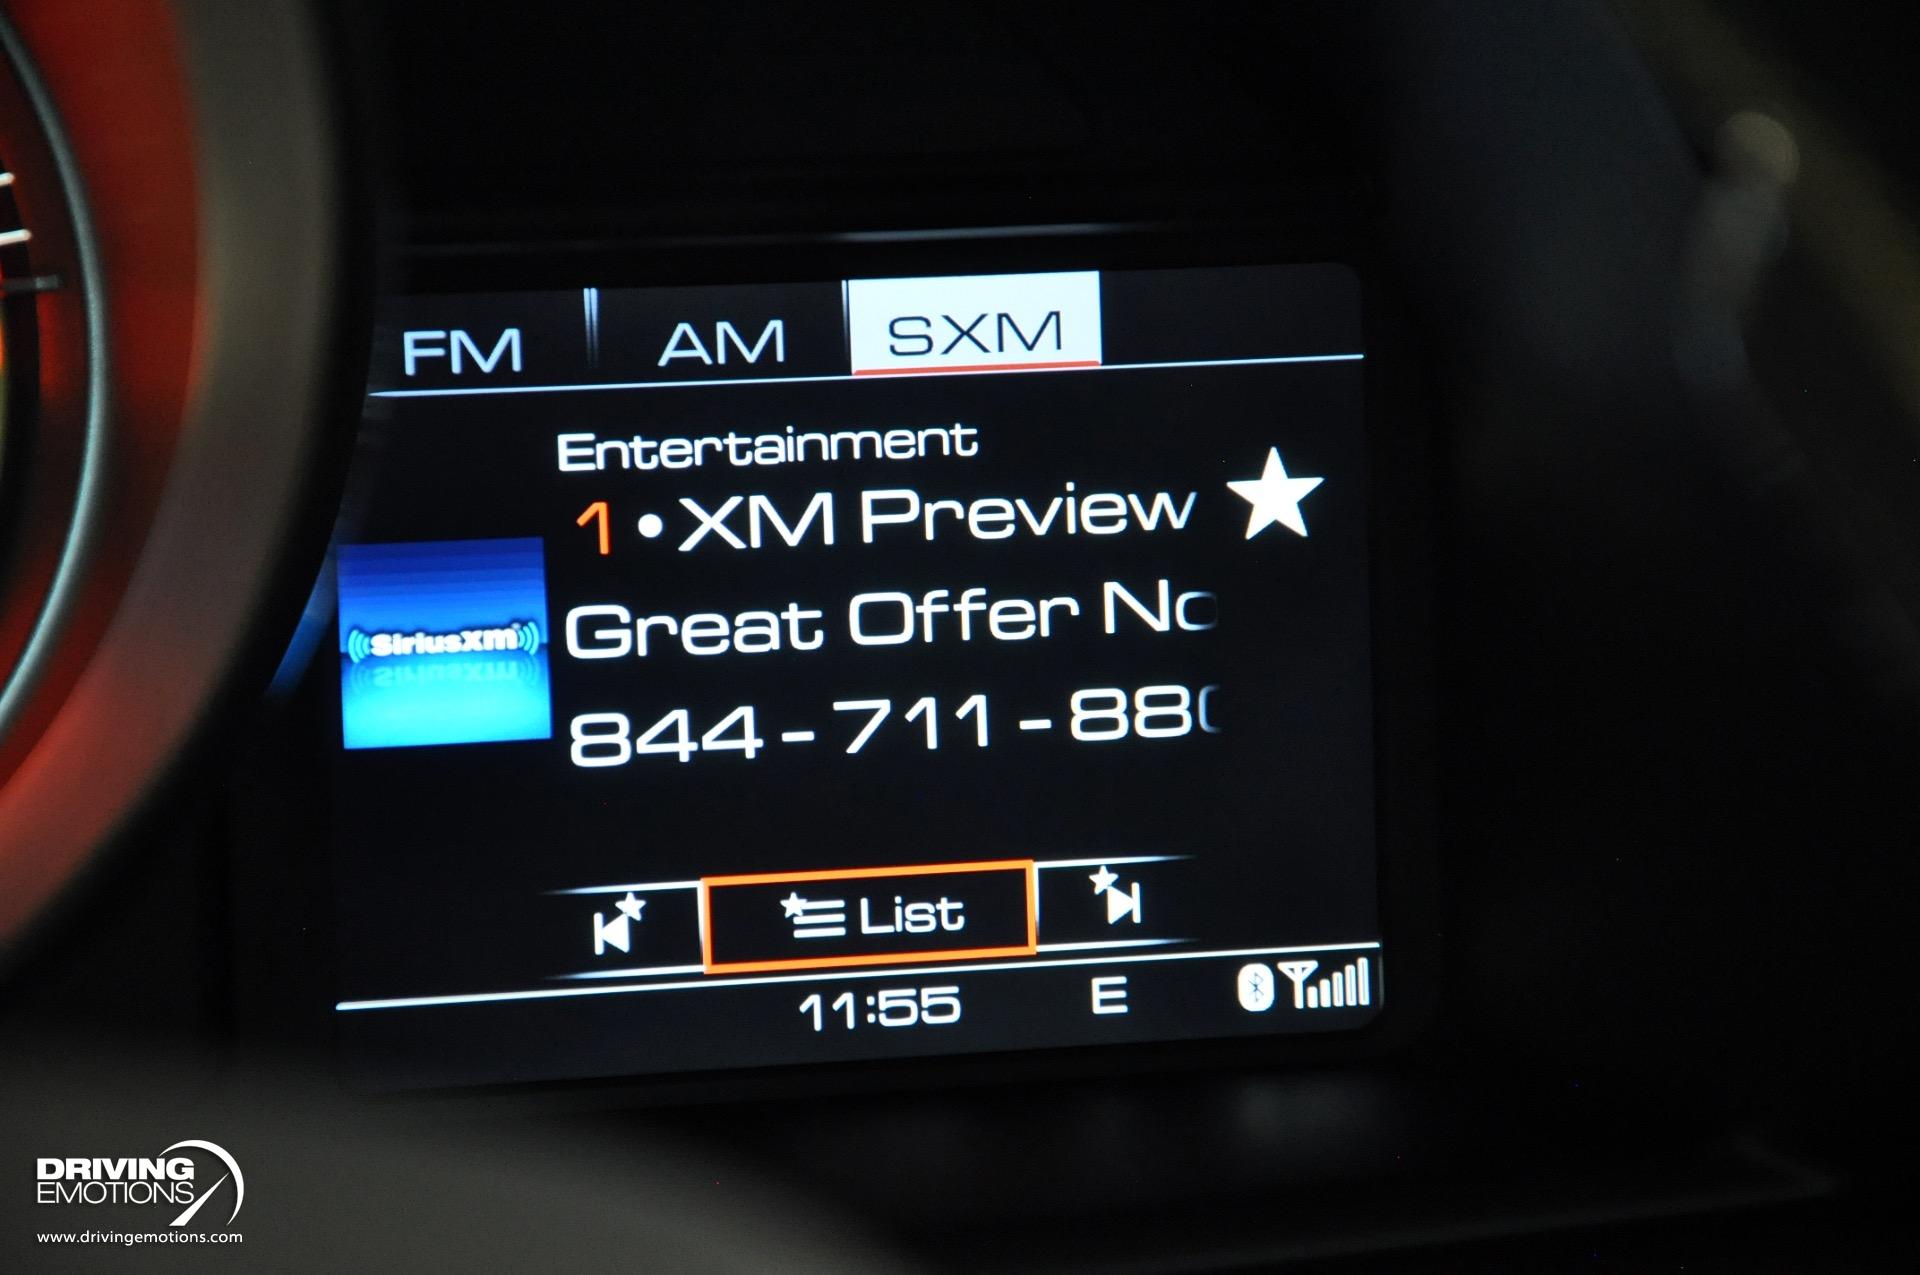 FM AM SXM
Entertainment
1 • XM Preview
SiriusXm
Great Offer
844-711-88
List
11:55 E
DRIVING
EMOTIONS
www.drivingemotions.com